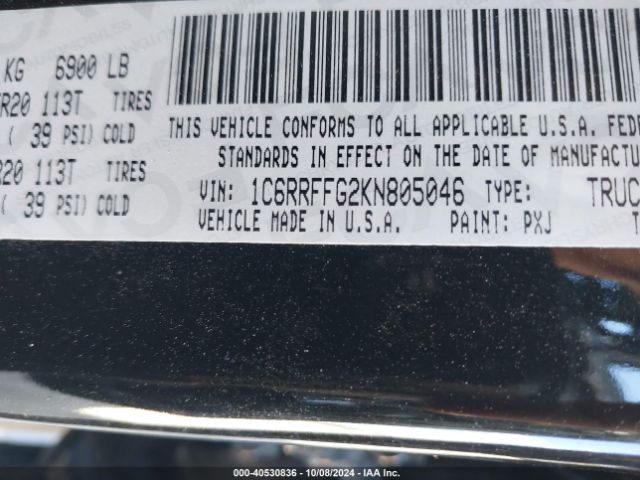 KG 6900 LB
R20 113T TIRES
( 39 PSI) COLD
R20 113T TIRES
( 39 PSI) COLD
THIS VEHICLE CONFORMS TO ALL APPLICABLE U.S.A. FEDE
STANDARDS IN EFFECT ON THE DATE OF MANUFACTU
VIN: 1C6RRFFG2KN805046 TYPE: TRUC
VEHICLE MADE IN U.S.A. PAINT: PXJ T
000-40530836 - 10/08/2024 - IAA Inc.